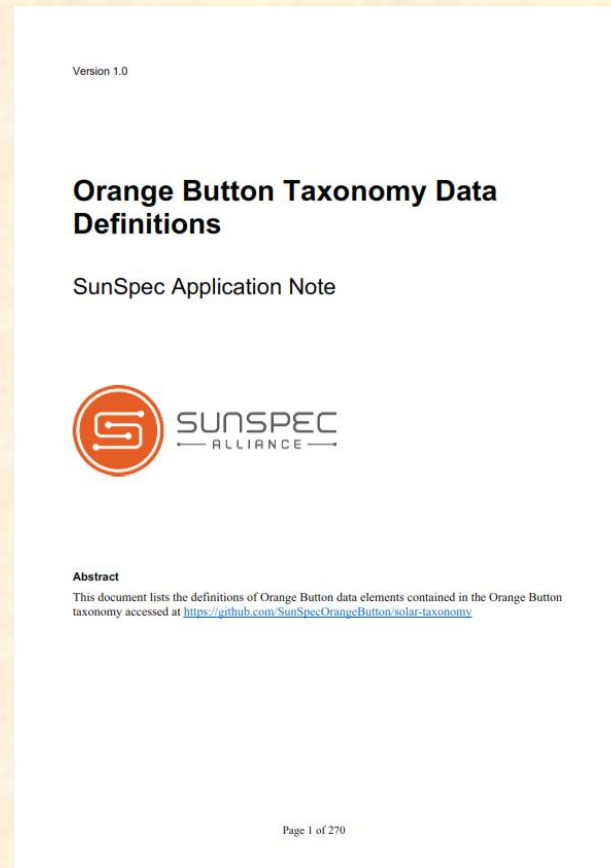 Version 1.0
Orange Button Taxonomy Data
Definitions
SunSpec Application Note
SUNSPEC
ALLIANCE
Abstract
This document lists the definitions of Orange Button data elements contained in the Orange Button
taxonomy accessed at https://github.com/SunSpecOrangeButton/solar-taxonomy
Page 1 of 270